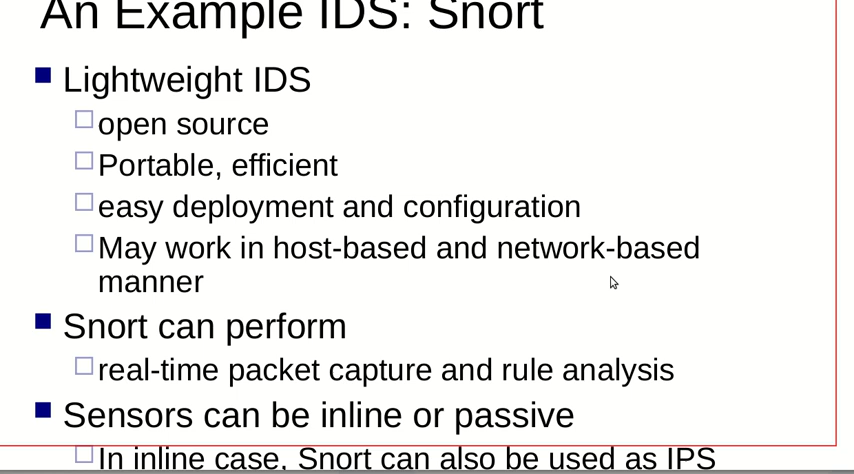 An Example IDS: Snort
Lightweight IDS
open source
Portable, efficient
easy deployment and configuration
May work in host-based and network-based
manner
Snort can perform
real-time packet capture and rule analysis
Sensors can be inline or passive
In inline case, Snort can also be used as IPS